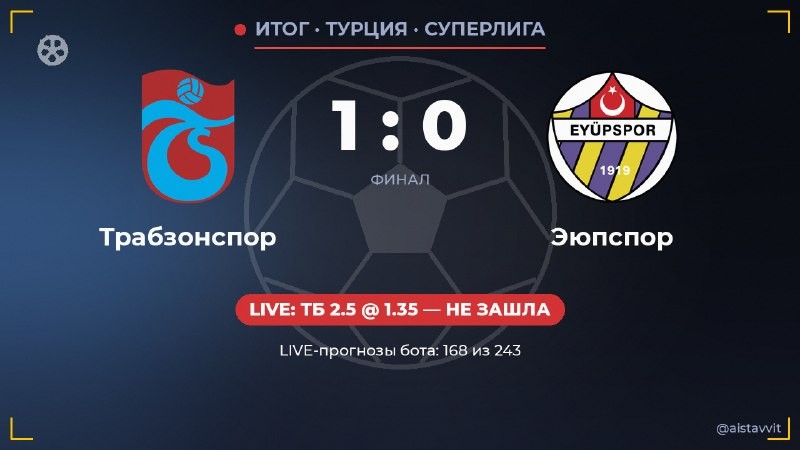 ИТОГ · ТУРЦИЯ · СУПЕРЛИГА
1 : 0
ФИНАЛ
EYÜPSPOR
1919
Трабзонспор
Эюпспор
LIVE: ТБ 2.5 @ 1.35 — НЕ ЗАШЛА
LIVE-прогнозы бота: 168 из 243
@aistavvit